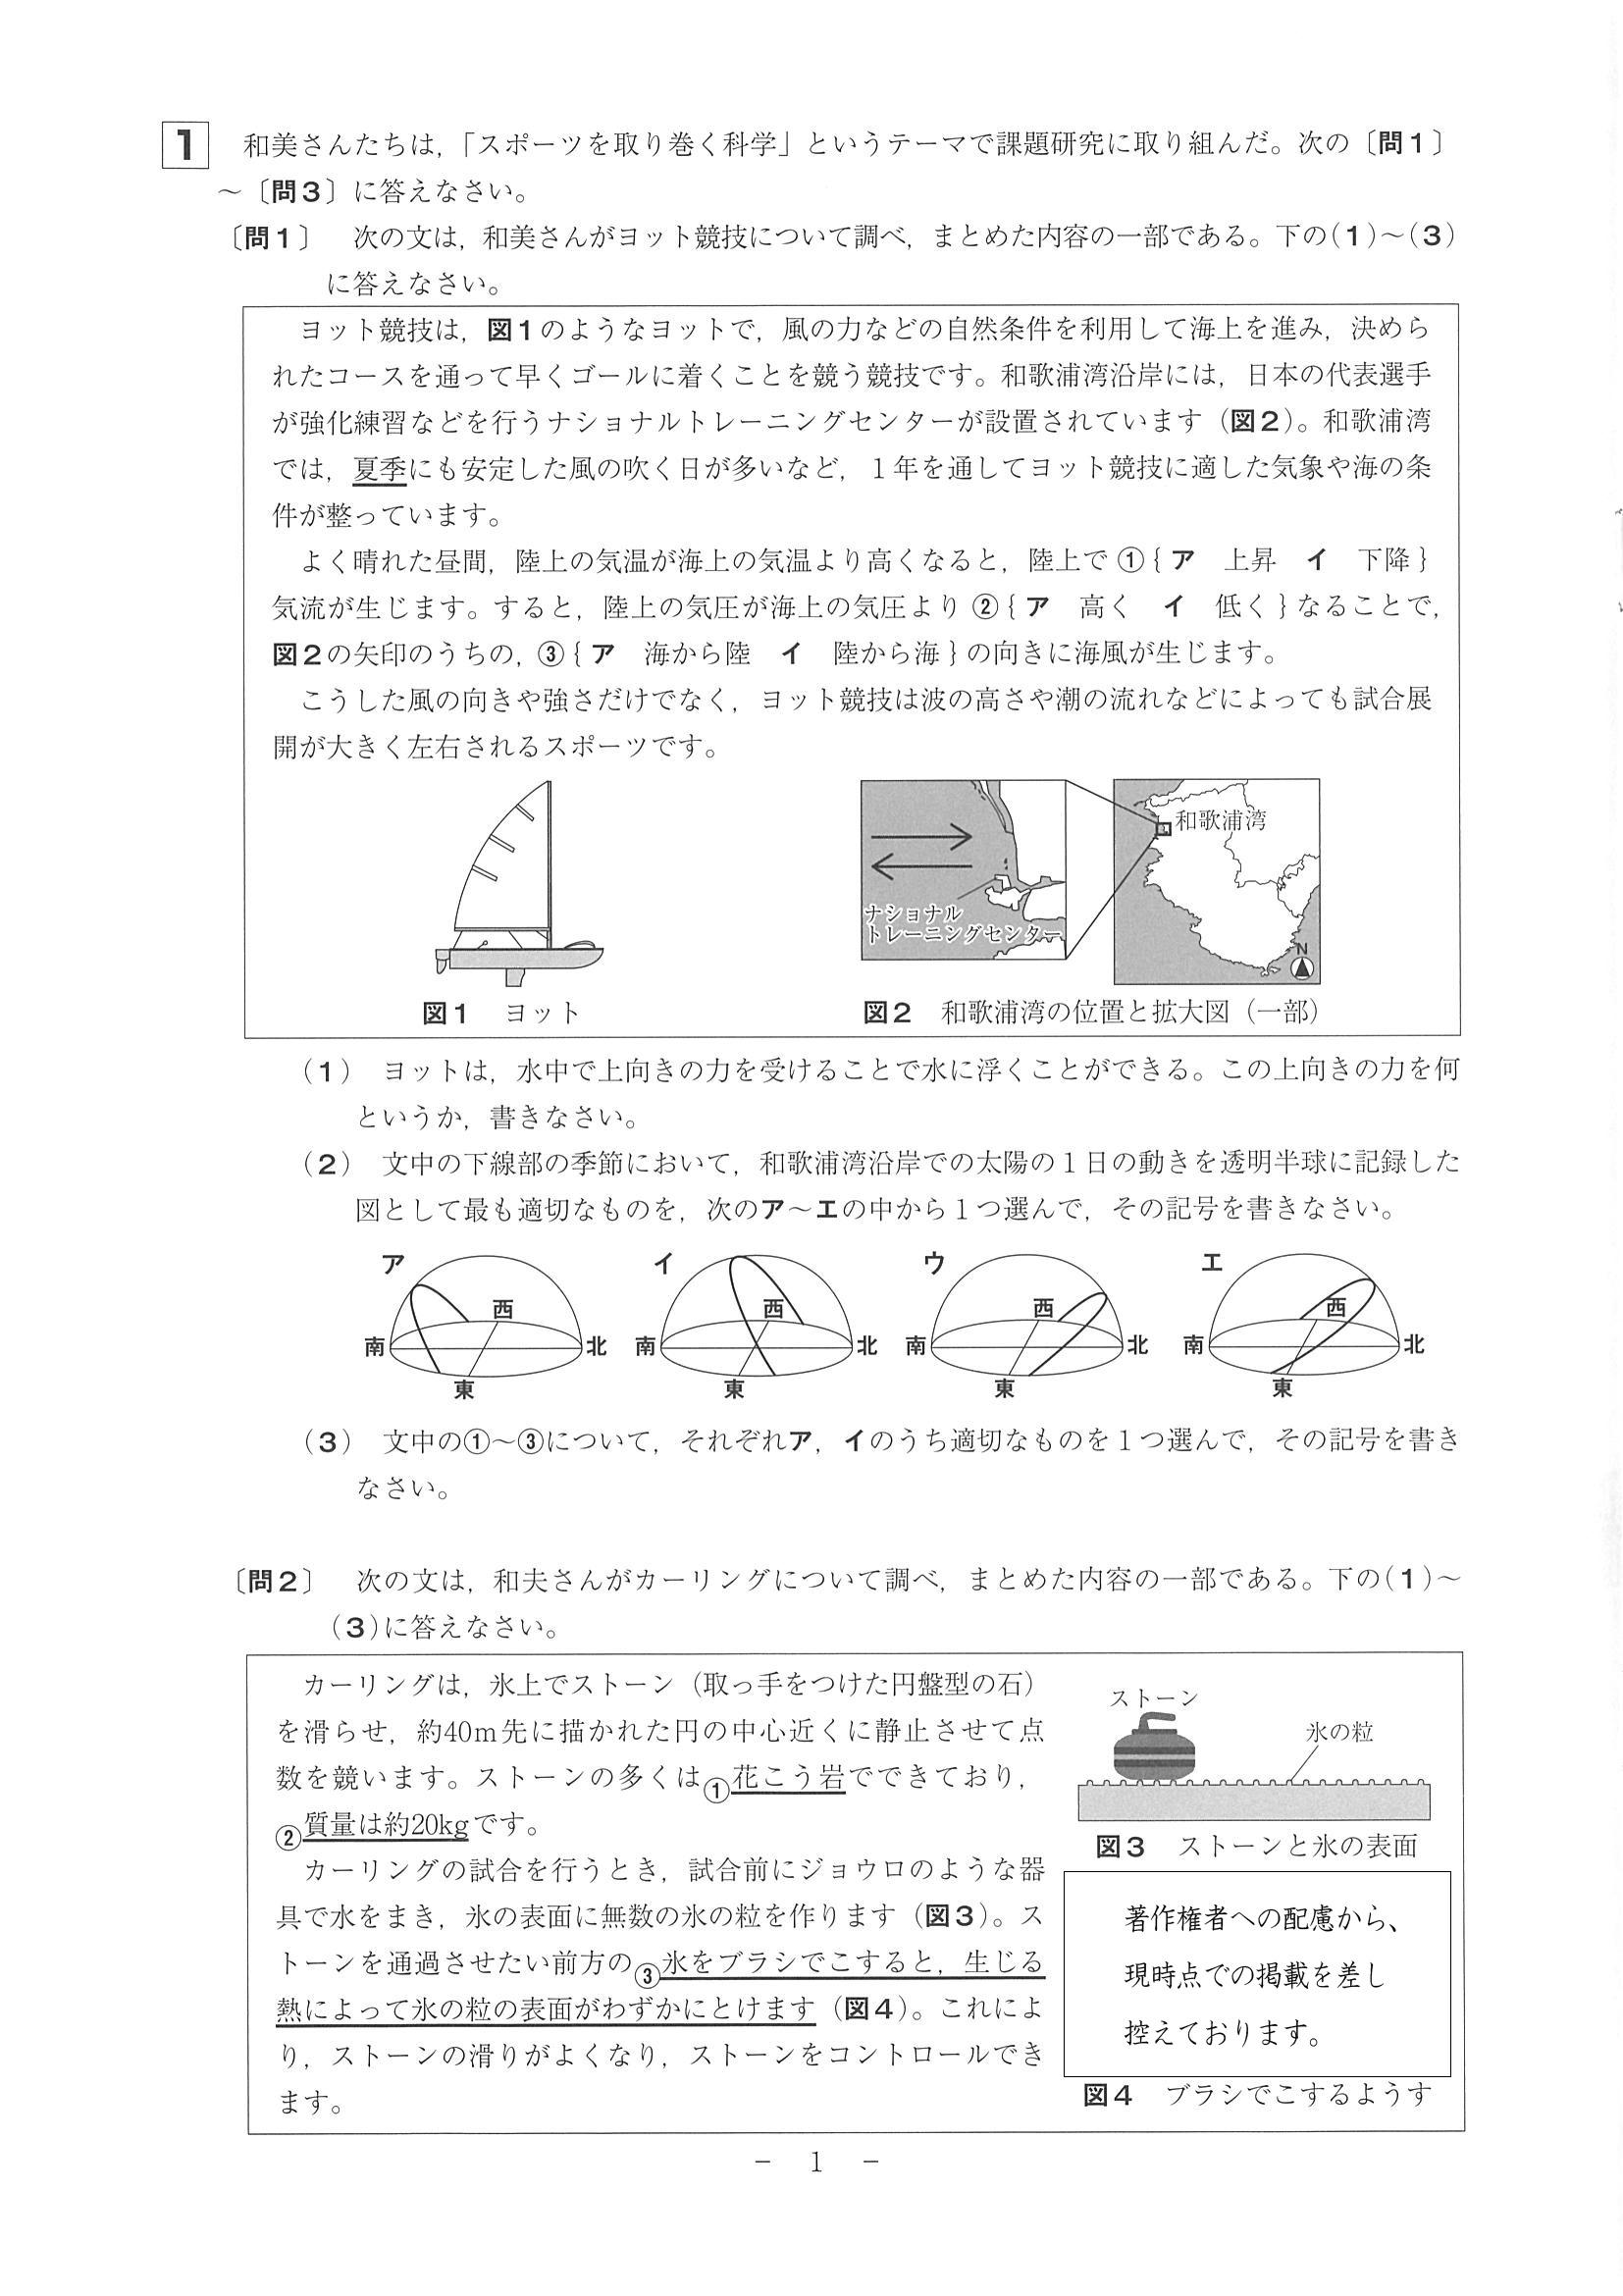 1 和美さんたちは，「スポーツを取り巻く科学」というテーマで課題研究に取り組んだ。次の〔問１〕
～〔問３〕に答えなさい。
〔問１〕 次の文は，和美さんがヨット競技について調べ，まとめた内容の一部である。下の(１)～(３)
に答えなさい。
ヨット競技は，図１のようなヨットで，風の力などの自然条件を利用して海上を進み，決めら
れたコースを通って早くゴールに着くことを競う競技です。和歌浦湾沿岸には，日本の代表選手
が強化練習などを行うナショナルトレーニングセンターが設置されています（図２）。和歌浦湾
では，夏季にも安定した風の吹く日が多いなど，１年を通してヨット競技に適した気象や海の条
件が整っています。
よく晴れた昼間，陸上の気温が海上の気温より高くなると，陸上で①｛ア 上昇 イ 下降｝
気流が生じます。すると，陸上の気圧が海上の気圧より②｛ア 高く イ 低く｝なることで，
図２の矢印のうちの，③｛ア 海から陸 イ 陸から海｝の向きに海風が生じます。
こうした風の向きや強さだけでなく，ヨット競技は波の高さや潮の流れなどによっても試合展
開が大きく左右されるスポーツです。
和歌浦湾
ナショナル
トレーニングセンター
N
図１ ヨット
図２ 和歌浦湾の位置と拡大図（一部）
(１) ヨットは，水中で上向きの力を受けることで水に浮くことができる。この上向きの力を何
というか，書きなさい。
(２) 文中の下線部の季節において，和歌浦湾沿岸での太陽の１日の動きを透明半球に記録した
図として最も適切なものを，次のア～エの中から１つ選んで，その記号を書きなさい。
ア イ ウ エ
西 西 西 西
南 北 南 北 南 北 南 北
東 東 東 東
(３) 文中の①～③について，それぞれア，イのうち適切なものを１つ選んで，その記号を書き
なさい。
〔問２〕 次の文は，和夫さんがカーリングについて調べ，まとめた内容の一部である。下の(１)～
(３)に答えなさい。
カーリングは，氷上でストーン（取っ手をつけた円盤型の石）
を滑らせ，約40ｍ先に描かれた円の中心近くに静止させて点
数を競います。ストーンの多くは①花こう岩でできており，
②質量は約20kgです。
カーリングの試合を行うとき，試合前にジョウロのような器
具で水をまき，氷の表面に無数の氷の粒を作ります（図３）。ス
トーンを通過させたい前方の③氷をブラシでこすると，生じる
熱によって氷の粒の表面がわずかにとけます（図４）。これによ
り，ストーンの滑りがよくなり，ストーンをコントロールでき
ます。
ストーン
氷の粒
図３ ストーンと氷の表面
著作権者への配慮から、
現時点での掲載を差し
控えております。
図４ ブラシでこするようす
－ 1 －